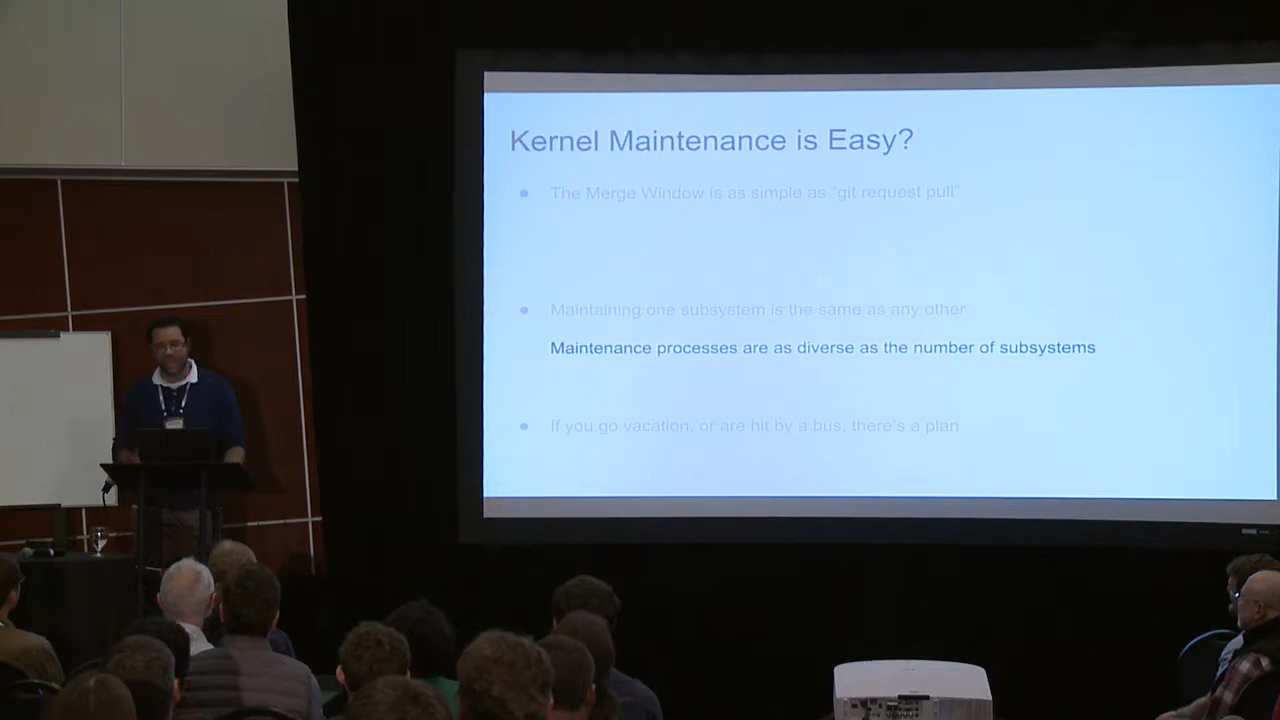 Kernel Maintenance is Easy?
● The Merge Window is as simple as “git request pull”
● Maintaining one subsystem is the same as any other
Maintenance processes are as diverse as the number of subsystems
● If you go vacation, or are hit by a bus, there's a plan